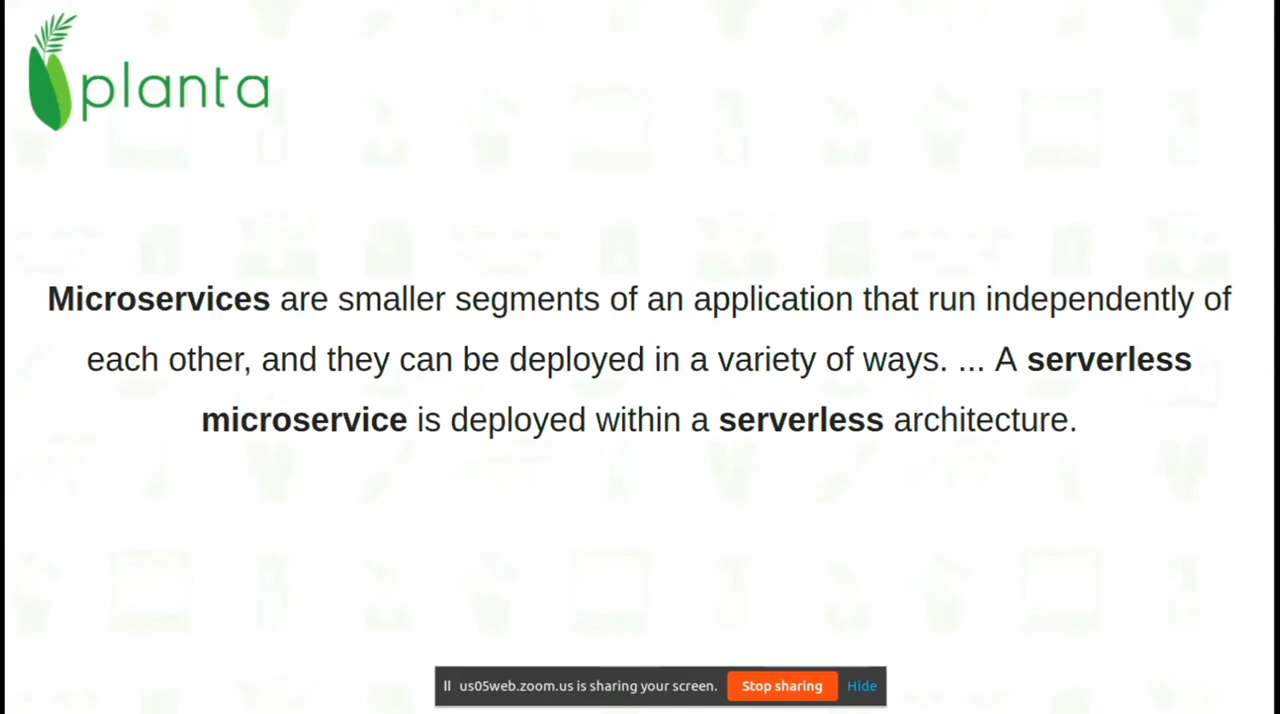 planta
Microservices are smaller segments of an application that run independently of
each other, and they can be deployed in a variety of ways. ... A serverless
microservice is deployed within a serverless architecture.
us05web.zoom.us is sharing your screen. Stop sharing Hide